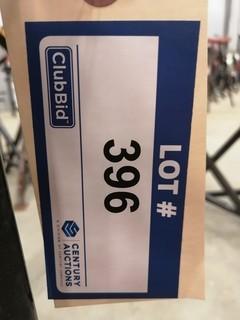 LOT #
396
ClubBid
CENTURY
AUCTIONS